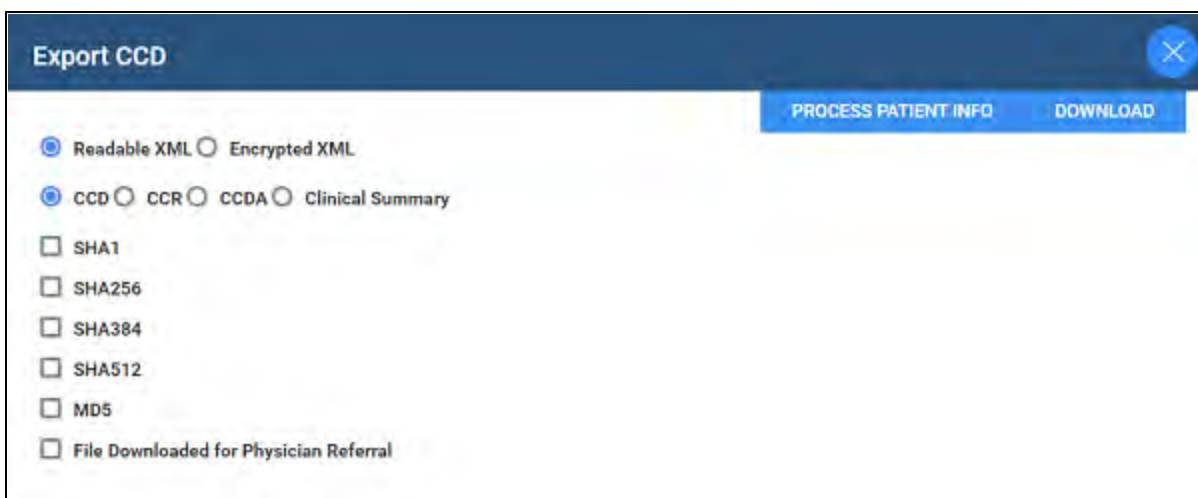 Export CCD
PROCESS PATIENT INFO DOWNLOAD
Readable XML Encrypted XML
CCD CCR CCDA Clinical Summary
SHA1
SHA256
SHA384
SHA512
MD5
File Downloaded for Physician Referral